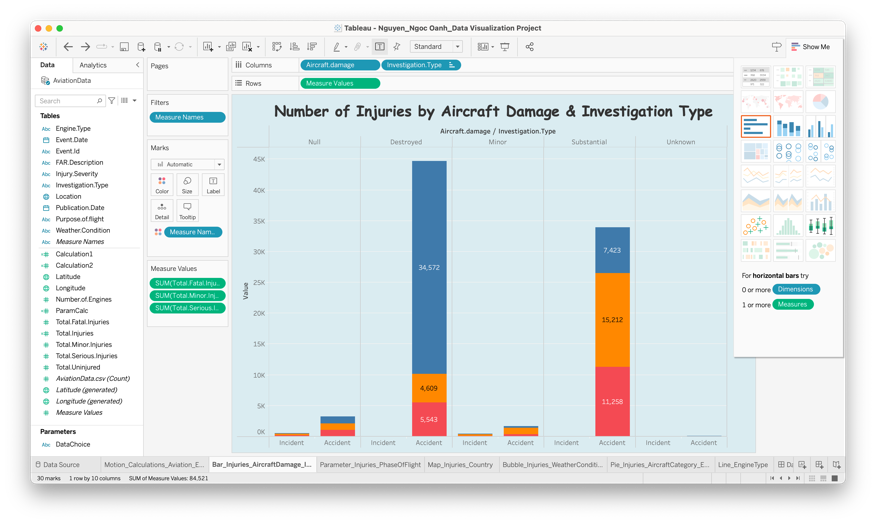 Tableau - Nguyen_Ngoc Oanh_Data Visualization Project
Standard
Show Me
Data
Analytics
AviationData
Search
Tables
Abc Engine.Type
Event.Date
Abc Event.Id
Abc FAR.Description
Abc Injury.Severity
Abc Investigation.Type
Location
Publication.Date
Abc Purpose.of.flight
Abc Weather.Condition
Abc Measure Names
Calculation1
Calculation2
Latitude
Longitude
Number.of.Engines
ParamCalc
Total.Fatal.Injuries
Total.Injuries
Total.Minor.Injuries
Total.Serious.Injuries
Total.Uninjured
AviationData.csv (Count)
Latitude (generated)
Longitude (generated)
Measure Values
Parameters
Abc DataChoice
Pages
Filters
Measure Names
Marks
Automatic
Color
Size
Label
Detail
Tooltip
Measure Nam..
Measure Values
SUM(Total.Fatal.Inju..
SUM(Total.Minor.Inj..
SUM(Total.Serious.I..
Columns
Aircraft.damage
Investigation.Type
Rows
Measure Values
Number of Injuries by Aircraft Damage & Investigation Type
Aircraft.damage / Investigation.Type
Null
Destroyed
Minor
Substantial
Unknown
Value
45K
40K
35K
30K
25K
20K
15K
10K
5K
0K
34,572
4,609
5,543
7,423
15,212
11,258
Incident
Accident
Incident
Accident
Incident
Accident
Incident
Accident
Incident
Accident
For horizontal bars try
0 or more Dimensions
1 or more Measures
Data Source
Motion_Calculations_Aviation_E...
Bar_Injuries_AircraftDamage_I...
Parameter_Injuries_PhaseOfFlight
Map_Injuries_Country
Bubble_Injuries_WeatherConditi...
Pie_Injuries_AircraftCategory_E...
Line_EngineType
30 marks
1 row by 10 columns
SUM of Measure Values: 84,521